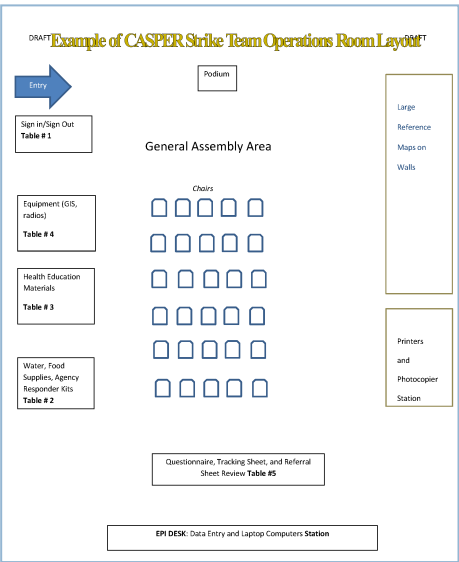 DRAFT
DRAFT
Example of CASPER Strike Team Operations Room Layout
Entry
Podium
Sign in/Sign Out
Table # 1
General Assembly Area
Large
Reference
Maps on
Walls
Chairs
Equipment (GIS,
radios)
Table # 4
Health Education
Materials
Table # 3
Water, Food
Supplies, Agency
Responder Kits
Table # 2
Printers
and
Photocopier
Station
Questionnaire, Tracking Sheet, and Referral
Sheet Review Table #5
EPI DESK: Data Entry and Laptop Computers Station